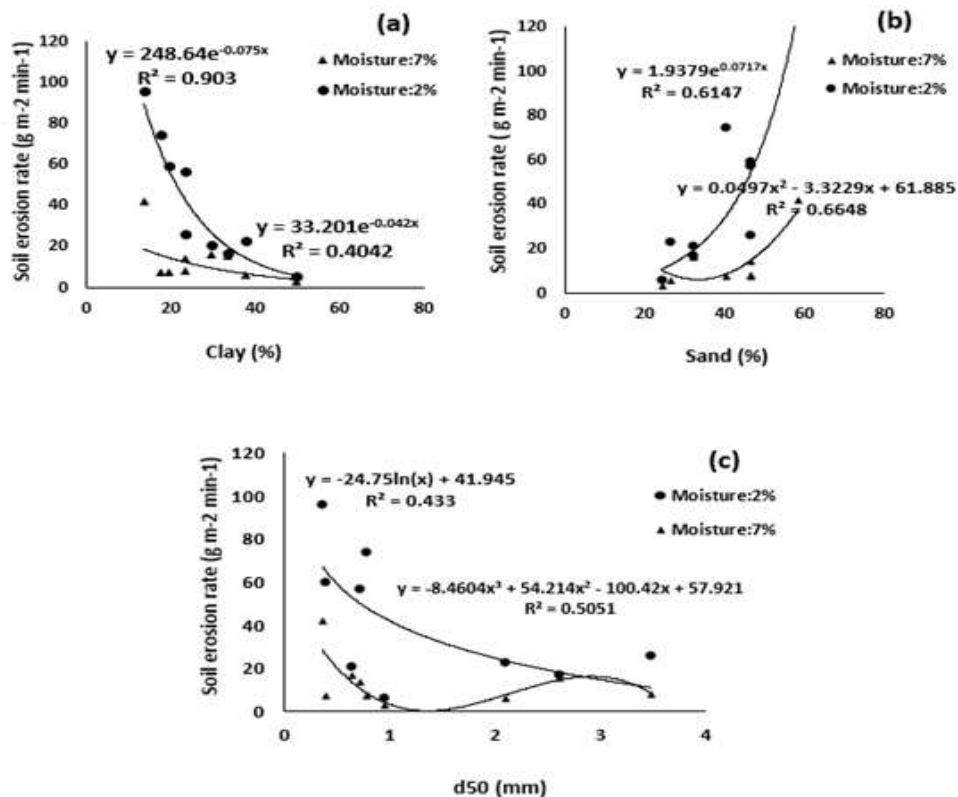 (a)
Soil erosion rate (g m-2 min-1)
120
100
80
60
40
20
0
y = 248.64e^-0.075x
R² = 0.903
▲ Moisture:7%
● Moisture:2%
y = 33.201e^-0.042x
R² = 0.4042
0 20 40 60 80
Clay (%)
(b)
Soil erosion rate ( g m-2 min-1)
120
100
80
60
40
20
0
y = 1.9379e^0.0717x
R² = 0.6147
▲ Moisture:7%
● Moisture:2%
y = 0.0497x² - 3.3229x + 61.885
R² = 0.6648
0 20 40 60 80
Sand (%)
(c)
Soil erosion rate (g m-2 min-1)
120
100
80
60
40
20
0
y = -24.75ln(x) + 41.945
R² = 0.433
● Moisture:2%
▲ Moisture:7%
y = -8.4604x³ + 54.214x² - 100.42x + 57.921
R² = 0.5051
0 1 2 3 4
d50 (mm)